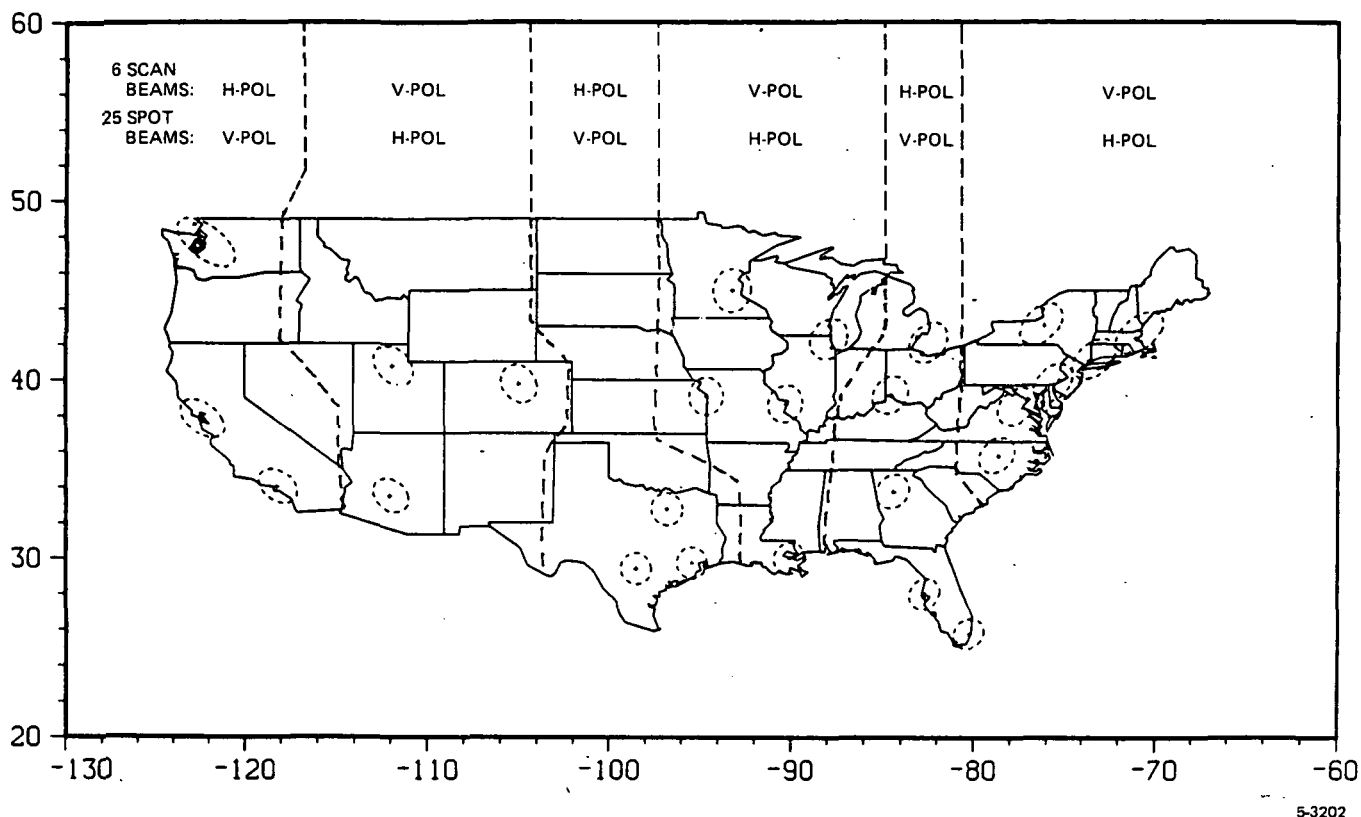 60
6 SCAN
BEAMS: H-POL V-POL H-POL V-POL H-POL V-POL
25 SPOT
BEAMS: V-POL H-POL V-POL H-POL V-POL H-POL
50
40
30
20
-130 -120 -110 -100 -90 -80 -70 -60
5-3202